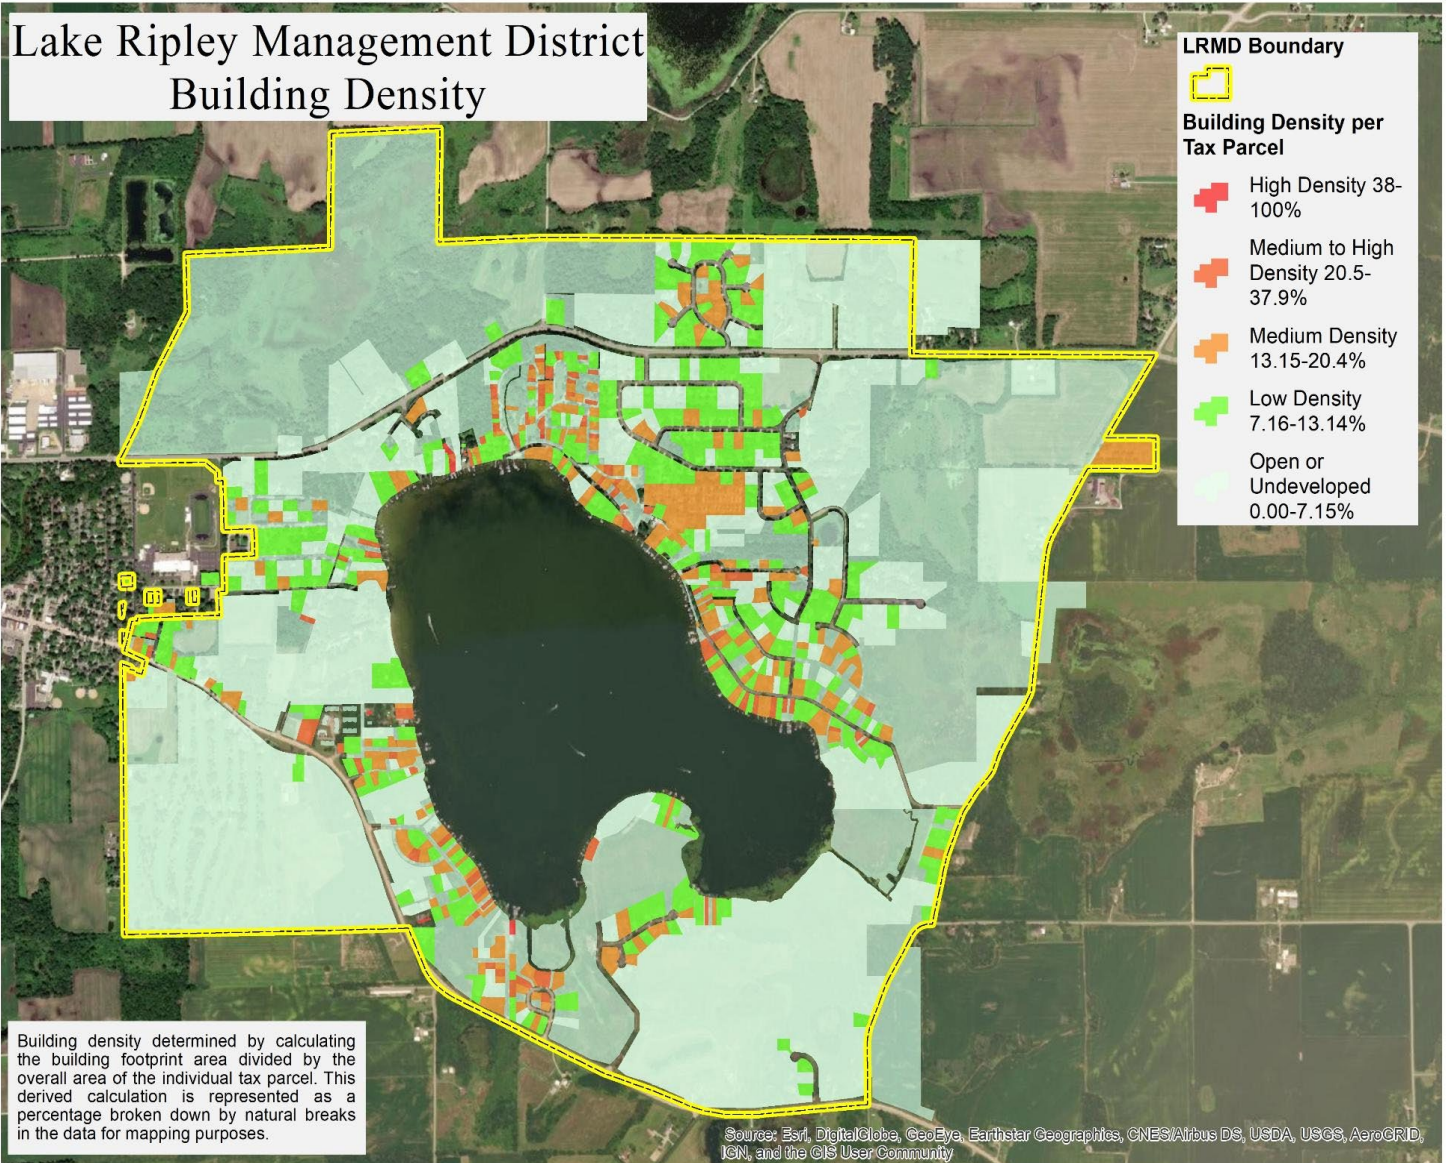 Lake Ripley Management District
Building Density
LRMD Boundary
Building Density per
Tax Parcel
High Density 38-
100%
Medium to High
Density 20.5-
37.9%
Medium Density
13.15-20.4%
Low Density
7.16-13.14%
Open or
Undeveloped
0.00-7.15%
Building density determined by calculating
the building footprint area divided by the
overall area of the individual tax parcel. This
derived calculation is represented as a
percentage broken down by natural breaks
in the data for mapping purposes.
Source: Esri, DigitalGlobe, GeoEye, Earthstar Geographics, CNES/Airbus DS, USDA, USGS, AeroGRID,
IGN, and the GIS User Community